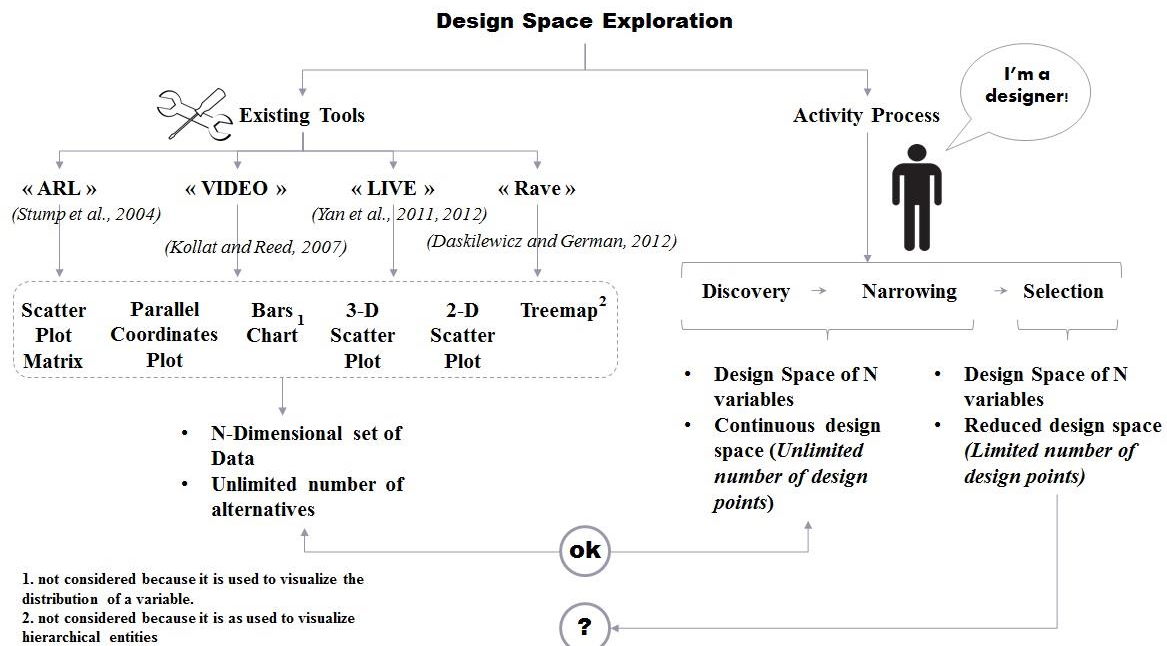 Design Space Exploration
I'm a
designer!
Existing Tools
Activity Process
« ARL »
« VIDEO »
« LIVE »
« Rave »
(Stump et al., 2004)
(Yan et al., 2011, 2012)
(Kollat and Reed, 2007)
(Daskilewicz and German, 2012)
Discovery
Narrowing
Selection
Scatter
Plot
Matrix
Parallel
Coordinates
Plot
Bars
Chart 1
3-D
Scatter
Plot
2-D
Scatter
Plot
Treemap 2
• N-Dimensional set of
Data
• Unlimited number of
alternatives
• Design Space of N
variables
• Continuous design
space (Unlimited
number of design
points)
• Design Space of N
variables
• Reduced design space
(Limited number of
design points)
ok
?
1. not considered because it is used to visualize the
distribution of a variable.
2. not considered because it is as used to visualize
hierarchical entities